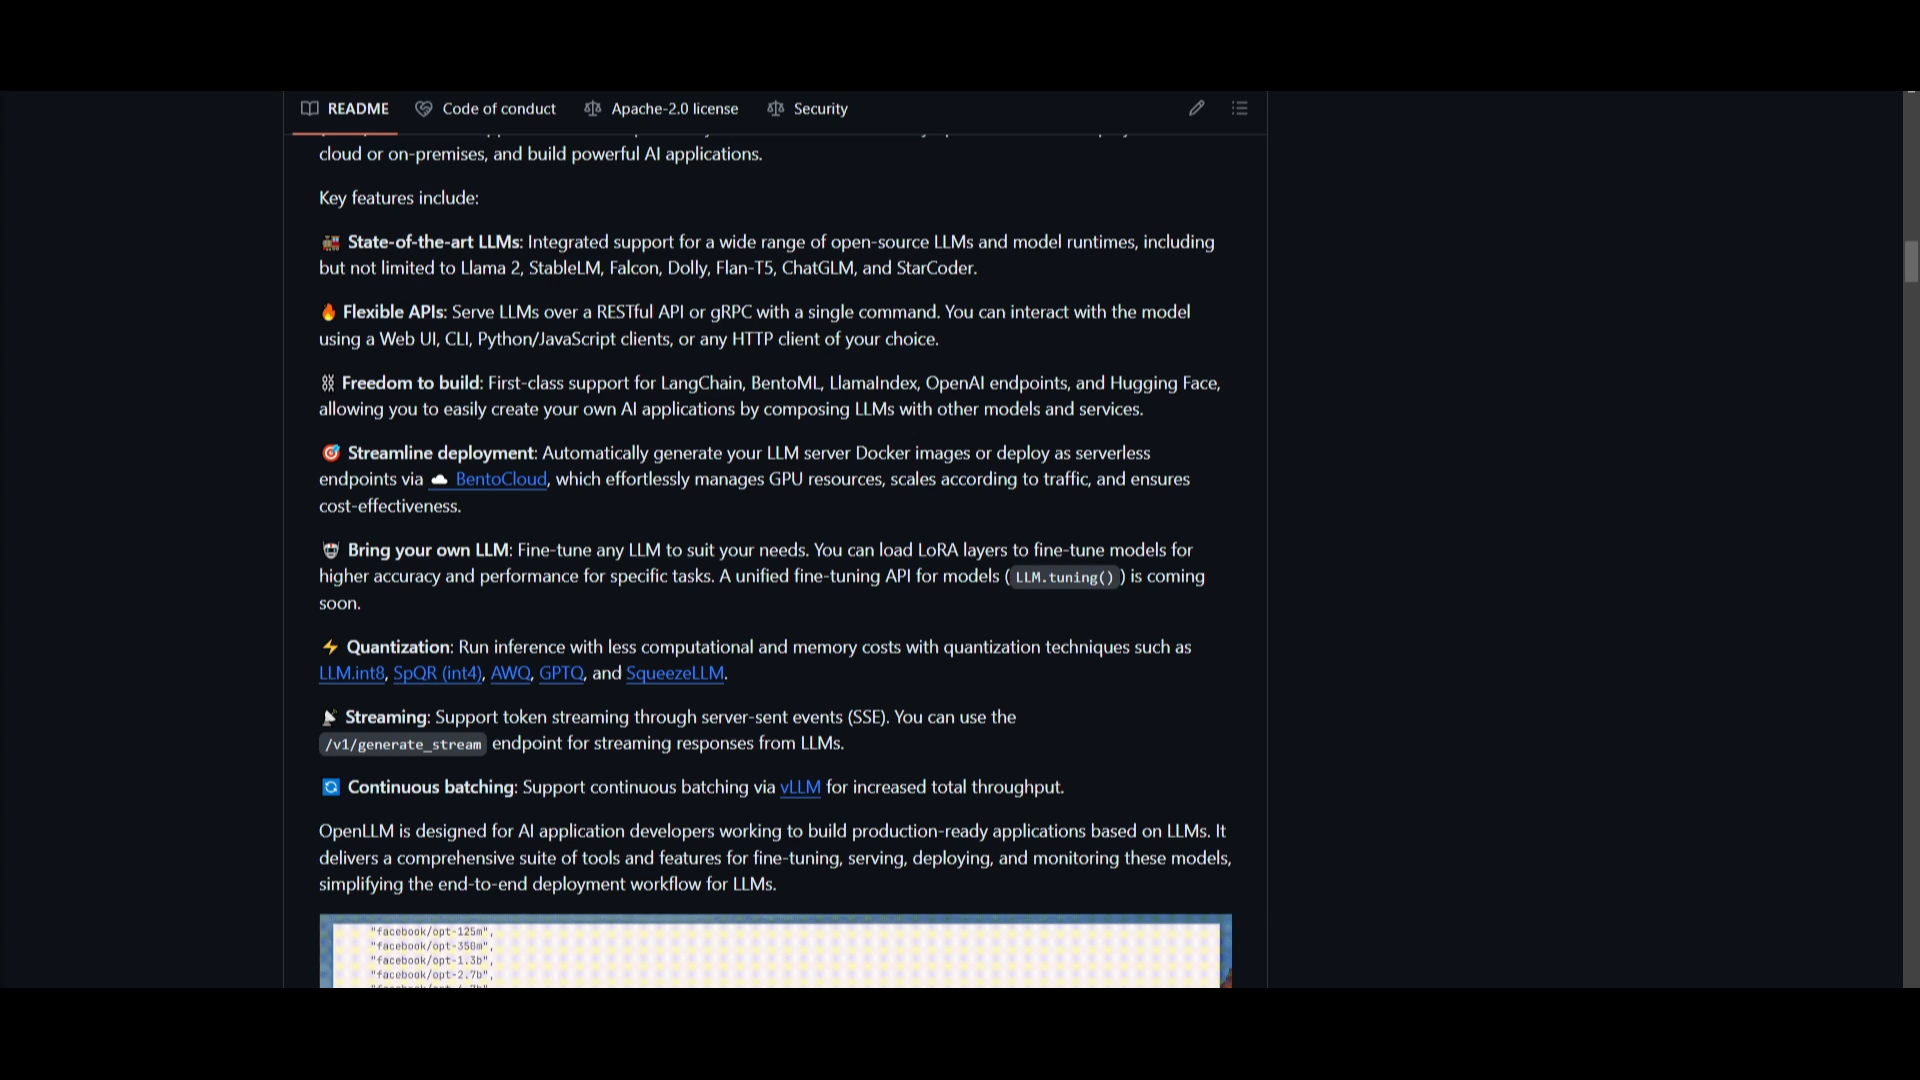 README Code of conduct Apache-2.0 license Security
cloud or on-premises, and build powerful AI applications.
Key features include:
🚂 State-of-the-art LLMs: Integrated support for a wide range of open-source LLMs and model runtimes, including
but not limited to Llama 2, StableLM, Falcon, Dolly, Flan-T5, ChatGLM, and StarCoder.
🔥 Flexible APIs: Serve LLMs over a RESTful API or gRPC with a single command. You can interact with the model
using a Web UI, CLI, Python/JavaScript clients, or any HTTP client of your choice.
⛓️ Freedom to build: First-class support for LangChain, BentoML, LlamaIndex, OpenAI endpoints, and Hugging Face,
allowing you to easily create your own AI applications by composing LLMs with other models and services.
🎯 Streamline deployment: Automatically generate your LLM server Docker images or deploy as serverless
endpoints via ☁️ BentoCloud, which effortlessly manages GPU resources, scales according to traffic, and ensures
cost-effectiveness.
🤖 Bring your own LLM: Fine-tune any LLM to suit your needs. You can load LoRA layers to fine-tune models for
higher accuracy and performance for specific tasks. A unified fine-tuning API for models (LLM.tuning()) is coming
soon.
⚡ Quantization: Run inference with less computational and memory costs with quantization techniques such as
LLM.int8, SpQR (int4), AWQ, GPTQ, and SqueezeLLM.
📡 Streaming: Support token streaming through server-sent events (SSE). You can use the
/v1/generate_stream endpoint for streaming responses from LLMs.
🔄 Continuous batching: Support continuous batching via vLLM for increased total throughput.
OpenLLM is designed for AI application developers working to build production-ready applications based on LLMs. It
delivers a comprehensive suite of tools and features for fine-tuning, serving, deploying, and monitoring these models,
simplifying the end-to-end deployment workflow for LLMs.
"facebook/opt-125m",
"facebook/opt-350m",
"facebook/opt-1.3b",
"facebook/opt-2.7b",